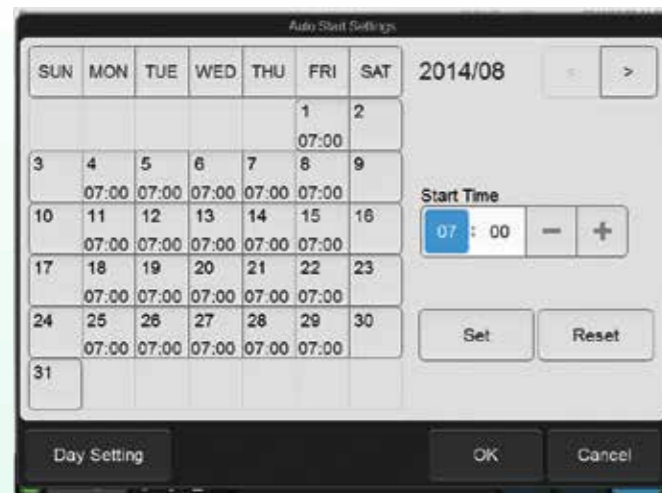 Auto Start Settings
SUN MON TUE WED THU FRI SAT
2014/08
<
>
1 2
07:00
3 4 5 6 7 8 9
07:00 07:00 07:00 07:00 07:00
Start Time
07 : 00 − +
10 11 12 13 14 15 16
07:00 07:00 07:00 07:00 07:00
17 18 19 20 21 22 23
07:00 07:00 07:00 07:00 07:00
24 25 26 27 28 29 30
07:00 07:00 07:00 07:00 07:00
Set Reset
31
Day Setting OK Cancel